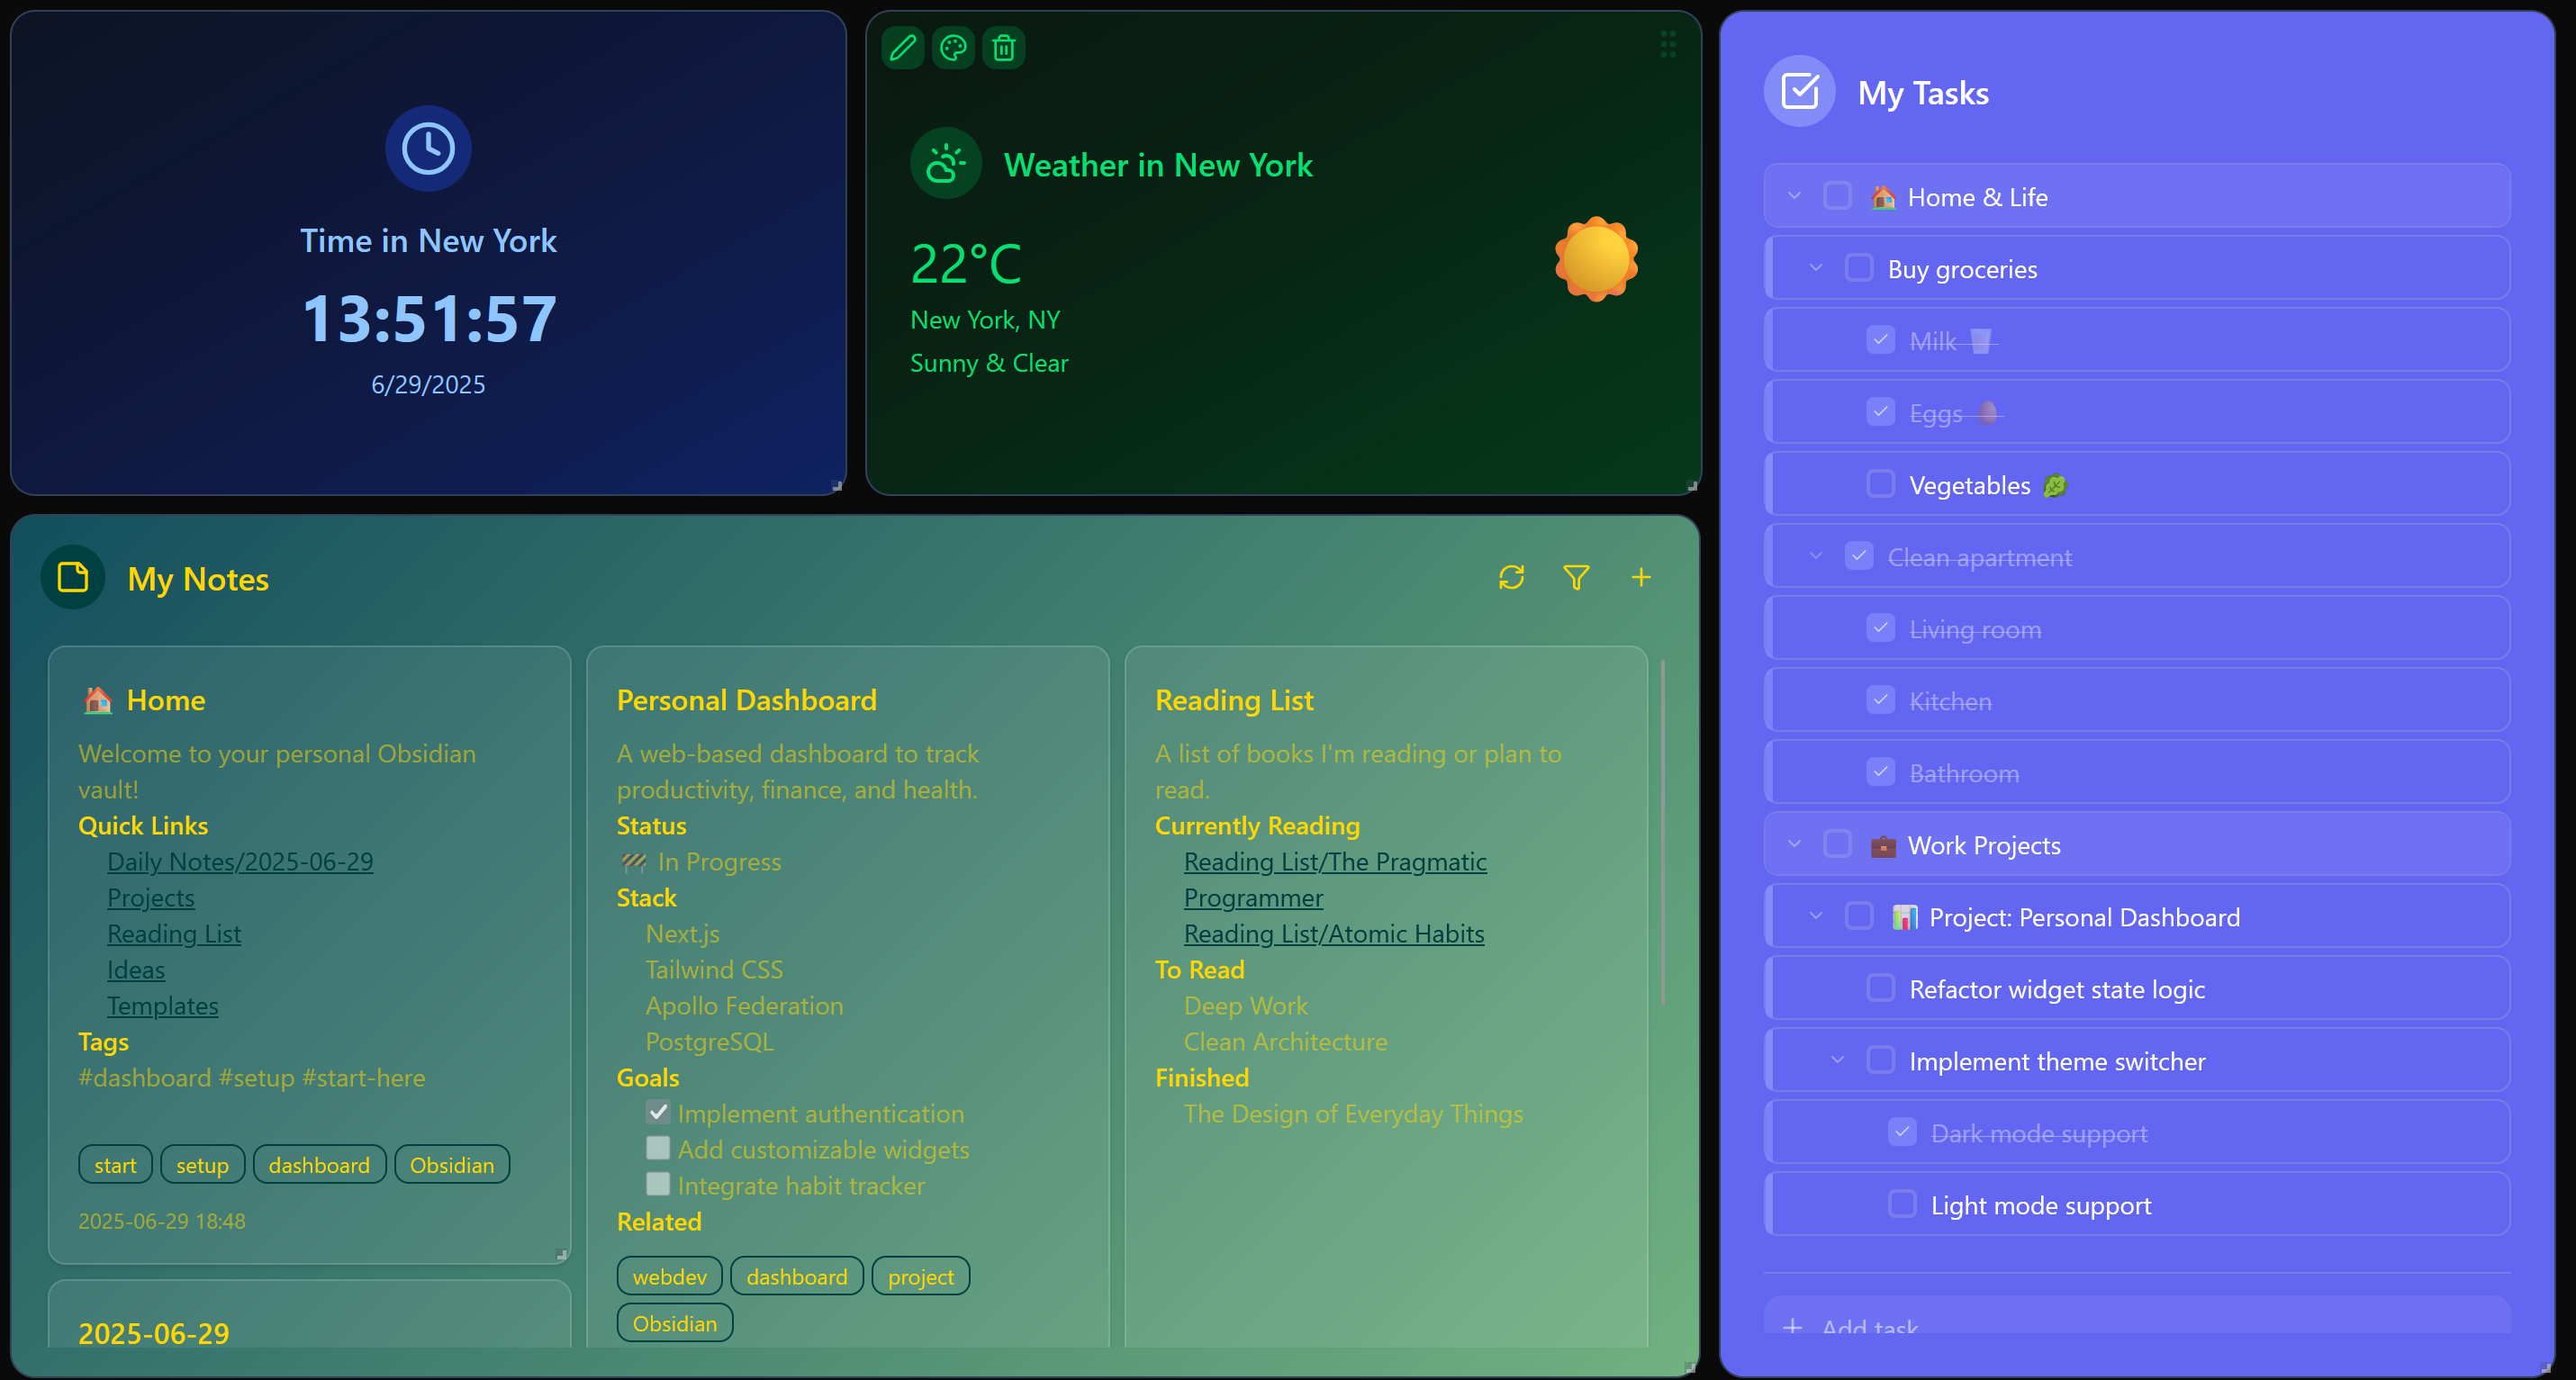 Time in New York
13:51:57
6/29/2025
Weather in New York
22°C
New York, NY
Sunny & Clear
My Notes
🏠 Home
Welcome to your personal Obsidian
vault!
Quick Links
Daily Notes/2025-06-29
Projects
Reading List
Ideas
Templates
Tags
#dashboard #setup #start-here
start setup dashboard Obsidian
2025-06-29 18:48
2025-06-29
Personal Dashboard
A web-based dashboard to track
productivity, finance, and health.
Status
🚧 In Progress
Stack
Next.js
Tailwind CSS
Apollo Federation
PostgreSQL
Goals
Implement authentication
Add customizable widgets
Integrate habit tracker
Related
webdev dashboard project
Obsidian
Reading List
A list of books I'm reading or plan to
read.
Currently Reading
Reading List/The Pragmatic
Programmer
Reading List/Atomic Habits
To Read
Deep Work
Clean Architecture
Finished
The Design of Everyday Things
My Tasks
🏠 Home & Life
Buy groceries
Milk 🥛
Eggs 🥚
Vegetables 🥬
Clean apartment
Living room
Kitchen
Bathroom
💼 Work Projects
📊 Project: Personal Dashboard
Refactor widget state logic
Implement theme switcher
Dark mode support
Light mode support
Add task